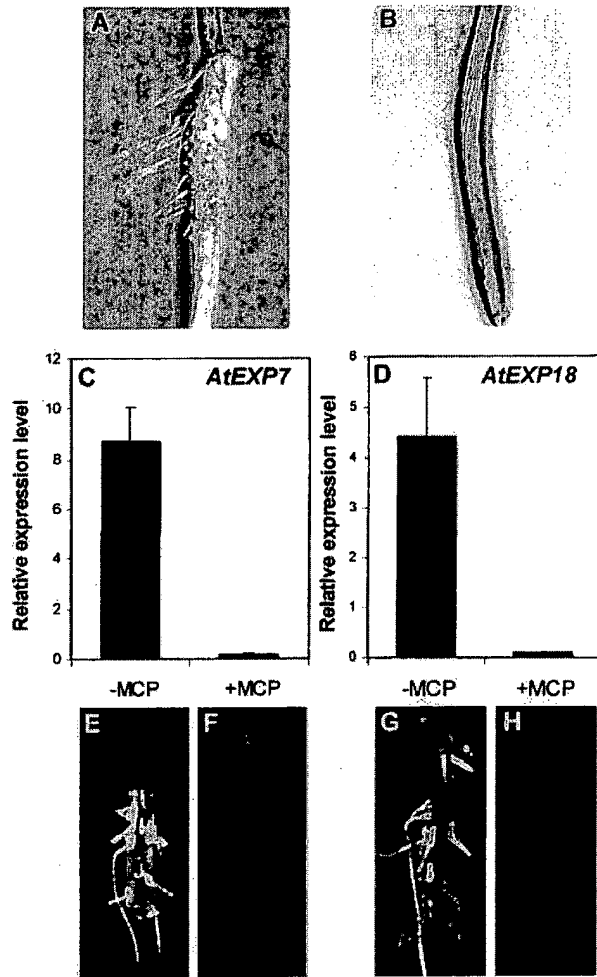 A
B
C
AtEXP7
Relative expression level
12
10
8
6
4
2
0
-MCP
+MCP
D
AtEXP18
Relative expression level
6
5
4
3
2
1
0
-MCP
+MCP
E
F
G
H